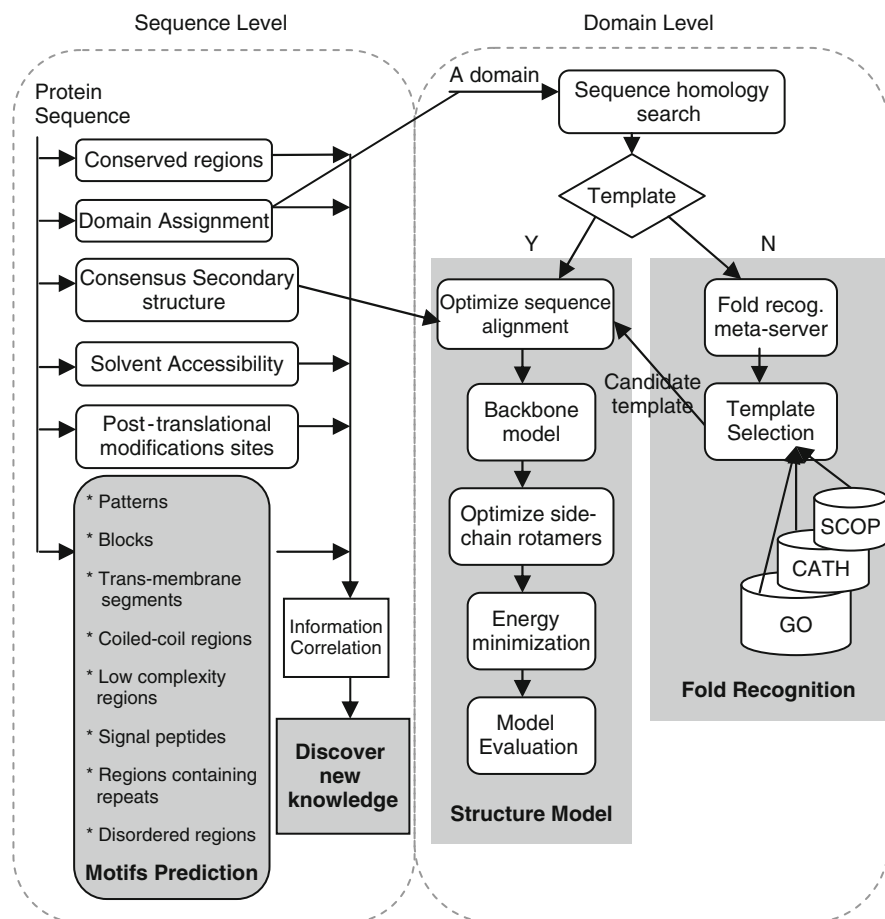 Sequence Level
Protein
Sequence
Conserved regions
Domain Assignment
Consensus Secondary
structure
Solvent Accessibility
Post-translational
modifications sites
* Patterns
* Blocks
* Trans-membrane
segments
* Coiled-coil regions
* Low complexity
regions
* Signal peptides
* Regions containing
repeats
* Disordered regions
Motifs Prediction
Information
Correlation
Discover
new
knowledge
Domain Level
A domain
Sequence homology
search
Template
Y
N
Optimize sequence
alignment
Backbone
model
Optimize side-
chain rotamers
Energy
minimization
Model
Evaluation
Structure Model
Candidate
template
Fold recog.
meta-server
Template
Selection
SCOP
CATH
GO
Fold Recognition